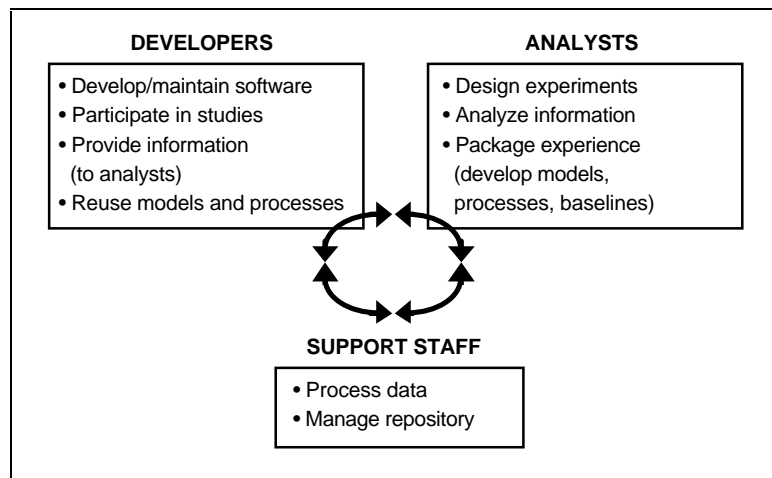 DEVELOPERS
• Develop/maintain software
• Participate in studies
• Provide information
(to analysts)
• Reuse models and processes
ANALYSTS
• Design experiments
• Analyze information
• Package experience
(develop models,
processes, baselines)
SUPPORT STAFF
• Process data
• Manage repository